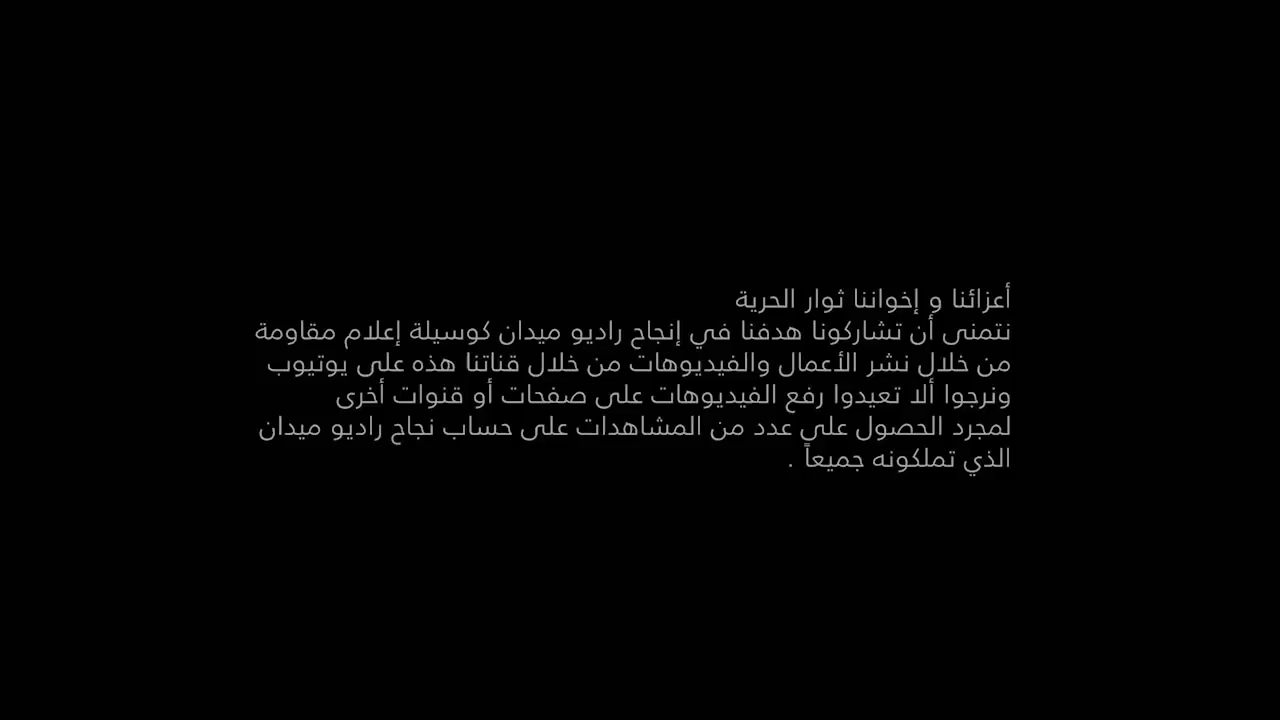 أعزائنا و إخواننا ثوار الحرية
نتمنى أن تشاركونا هدفنا في إنجاح راديو ميدان كوسيلة إعلام مقاومة
من خلال نشر الأعمال والفيديوهات من خلال قناتنا هذه على يوتيوب
ونرجوا ألا تعيدوا رفع الفيديوهات على صفحات أو قنوات أخرى
لمجرد الحصول على عدد من المشاهدات على حساب نجاح راديو ميدان
الذي تملكونه جميعاً .